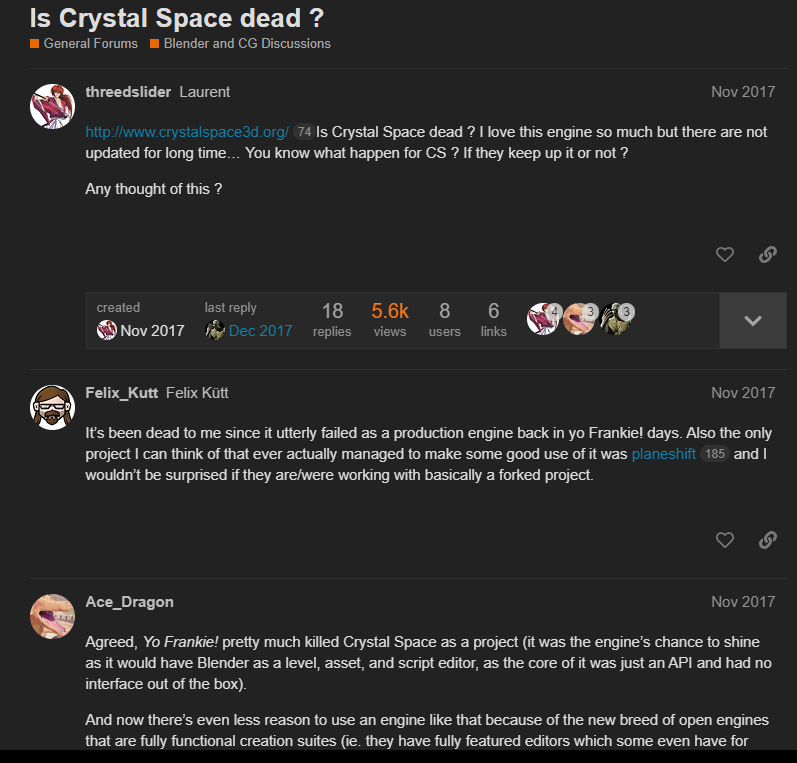 Is Crystal Space dead ?
General Forums Blender and CG Discussions
threedslider Laurent Nov 2017
http://www.crystalspace3d.org/ 74 Is Crystal Space dead ? I love this engine so much but there are not
updated for long time… You know what happen for CS ? If they keep up it or not ?
Any thought of this ?
created last reply 18 5.6k 8 6 4 3 3
Nov 2017 Dec 2017 replies views users links
Felix_Kutt Felix Kütt Nov 2017
It’s been dead to me since it utterly failed as a production engine back in yo Frankie! days. Also the only
project I can think of that ever actually managed to make some good use of it was planeshift 185 and I
wouldn’t be surprised if they are/were working with basically a forked project.
Ace_Dragon Nov 2017
Agreed, Yo Frankie! pretty much killed Crystal Space as a project (it was the engine’s chance to shine
as it would have Blender as a level, asset, and script editor, as the core of it was just an API and had no
interface out of the box).
And now there’s even less reason to use an engine like that because of the new breed of open engines
that are fully functional creation suites (ie. they have fully featured editors which some even have for